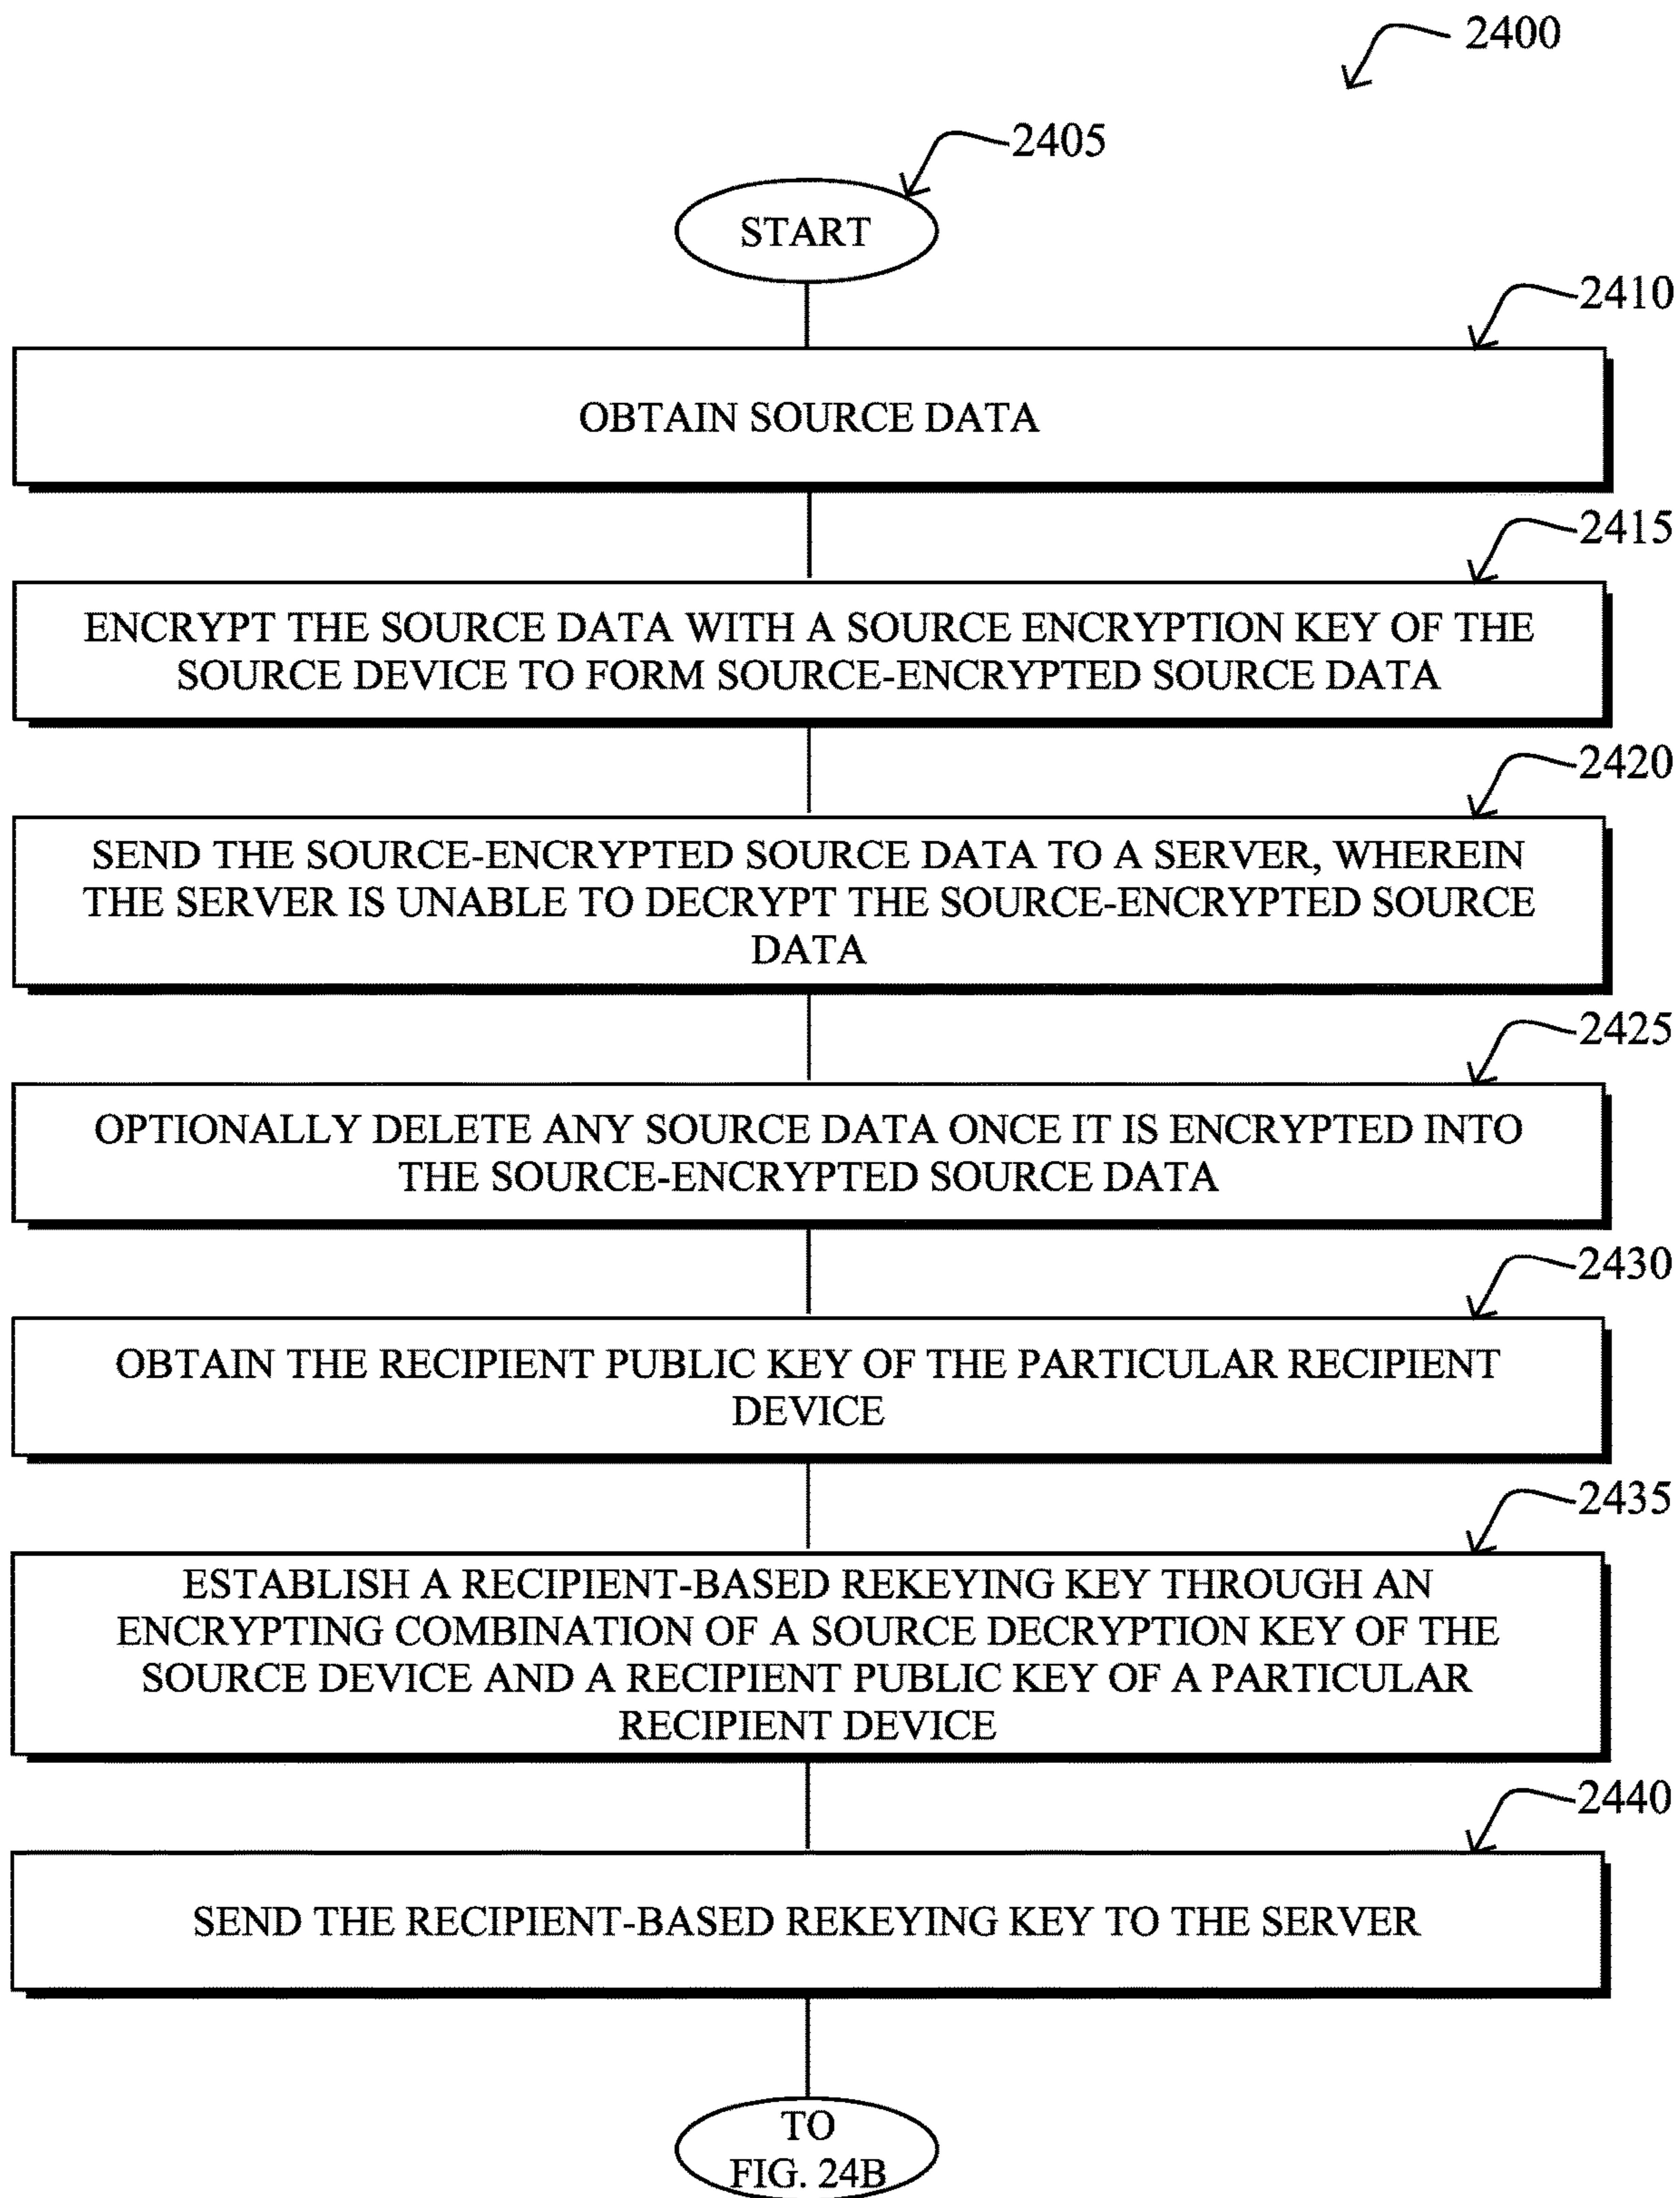 2400
2405
START
2410
OBTAIN SOURCE DATA
2415
ENCRYPT THE SOURCE DATA WITH A SOURCE ENCRYPTION KEY OF THE
SOURCE DEVICE TO FORM SOURCE-ENCRYPTED SOURCE DATA
2420
SEND THE SOURCE-ENCRYPTED SOURCE DATA TO A SERVER, WHEREIN
THE SERVER IS UNABLE TO DECRYPT THE SOURCE-ENCRYPTED SOURCE
DATA
2425
OPTIONALLY DELETE ANY SOURCE DATA ONCE IT IS ENCRYPTED INTO
THE SOURCE-ENCRYPTED SOURCE DATA
2430
OBTAIN THE RECIPIENT PUBLIC KEY OF THE PARTICULAR RECIPIENT
DEVICE
2435
ESTABLISH A RECIPIENT-BASED REKEYING KEY THROUGH AN
ENCRYPTING COMBINATION OF A SOURCE DECRYPTION KEY OF THE
SOURCE DEVICE AND A RECIPIENT PUBLIC KEY OF A PARTICULAR
RECIPIENT DEVICE
2440
SEND THE RECIPIENT-BASED REKEYING KEY TO THE SERVER
TO
FIG. 24B